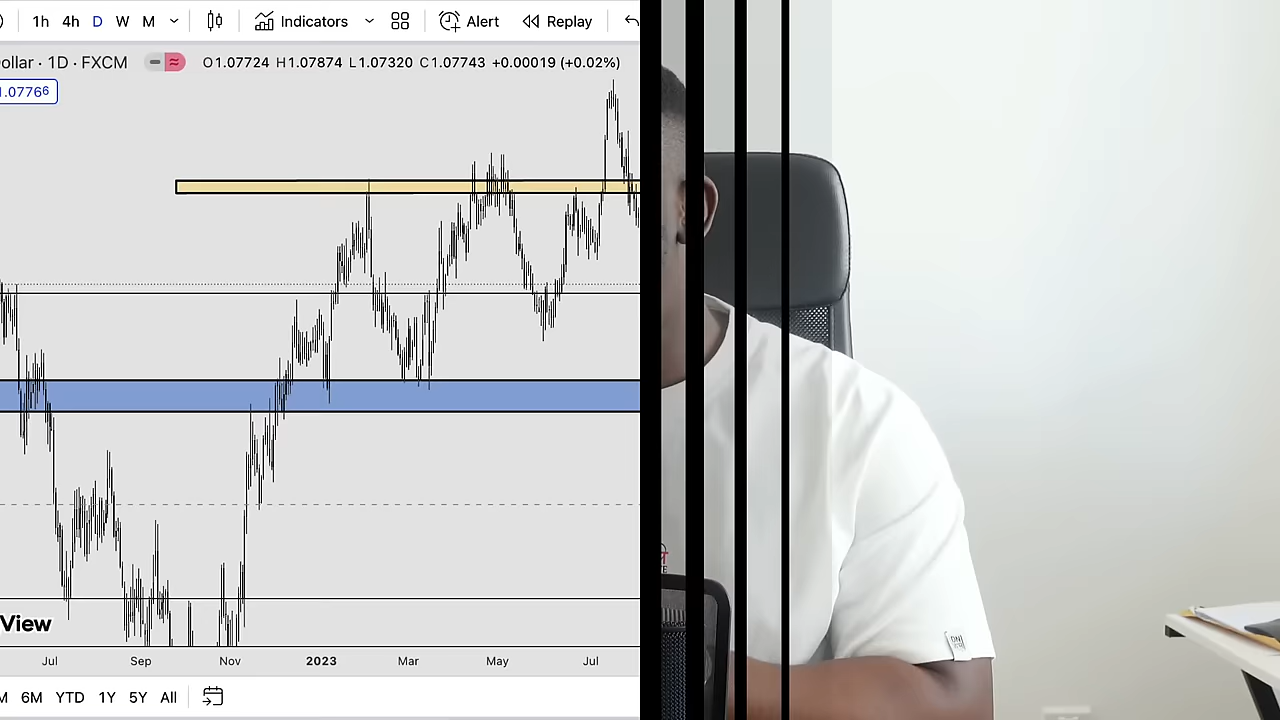 1h 4h D W M Indicators Alert Replay
ollar · 1D · FXCM O1.07724 H1.07874 L1.07320 C1.07743 +0.00019 (+0.02%)
1.07766
View
Jul Sep Nov 2023 Mar May Jul
M 6M YTD 1Y 5Y All